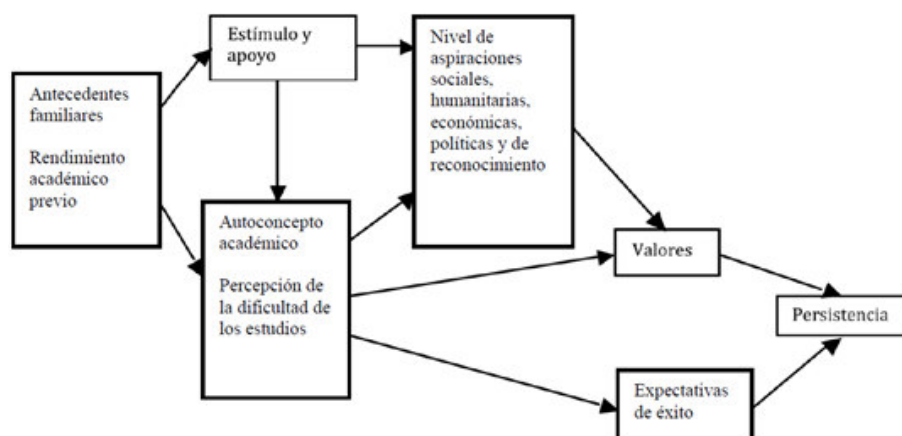 Estímulo y
apoyo
Nivel de
aspiraciones
sociales,
humanitarias,
económicas,
políticas y de
reconocimiento
Antecedentes
familiares
Rendimiento
académico
previo
Autoconcepto
académico
Percepción de
la dificultad de
los estudios
Valores
Persistencia
Expectativas
de éxito